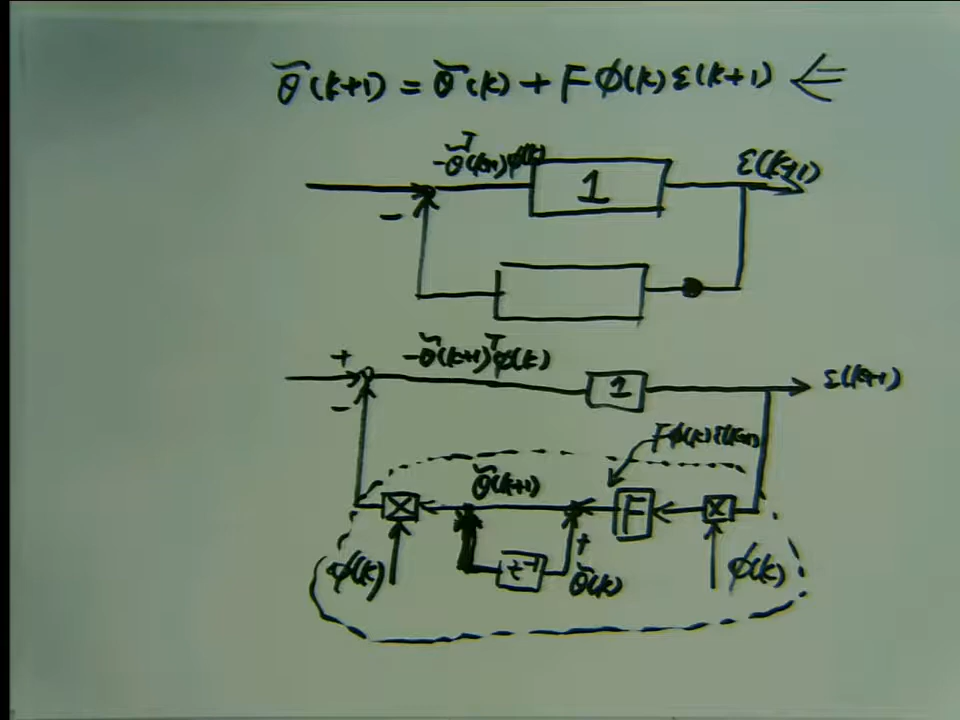 θ̃(k+1) = θ̃(k) + Fϕ(k)ε(k+1) ⇐
-θ̃ᵀ(k+1)ϕ(k) 1 ε(k+1)
-
+ -θ̃(k+1)ᵀϕ(k) 1 ε(k+1)
-
Fϕ(k)ε(k+1)
θ̃(k+1) F
+
ϕ(k) z⁻¹ θ̃(k) ϕ(k)